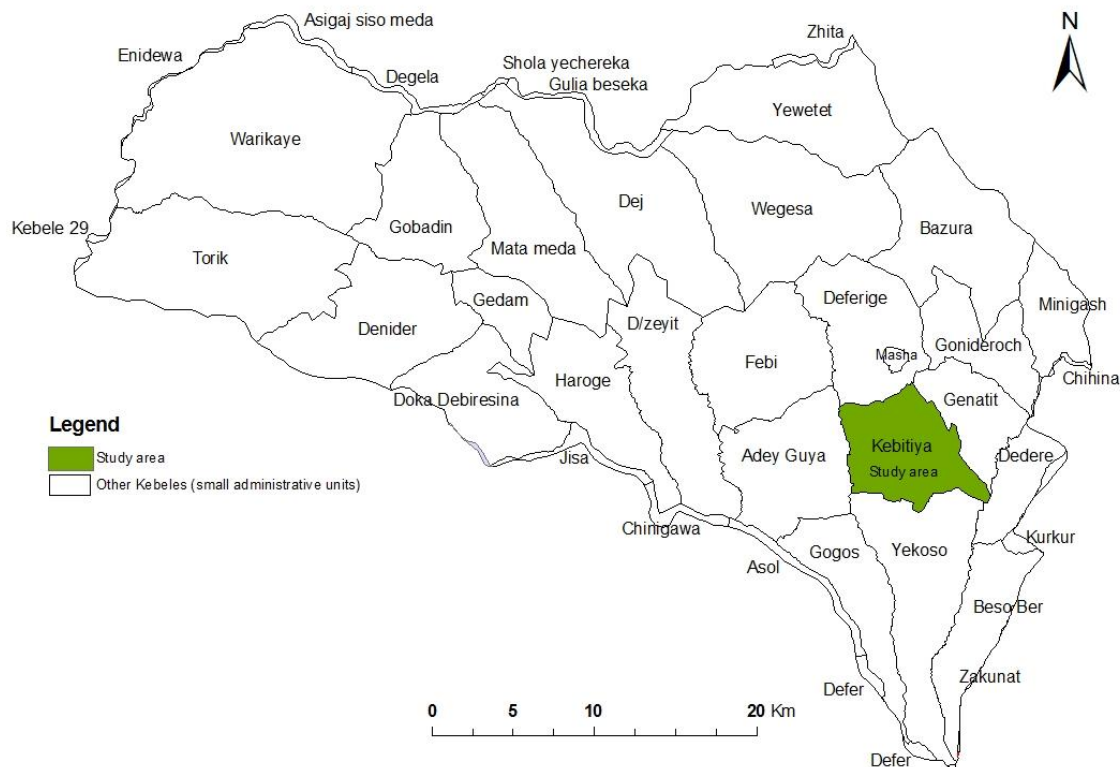 Asigaj siso meda
N
Zhita
Enidewa
Shola yechereka
Degela
Gulia beseka
Yewetet
Warikaye
Dej
Wegesa
Kebele 29
Gobadin
Bazura
Mata meda
Torik
Gedam
Deferige
Minigash
D/zeyit
Denider
Gonideroch
Masha
Febi
Haroge
Chihina
Doka Debiresina
Genatit
Legend
Kebitiya
Study area
Study area
Adey Guya
Jisa
Dedere
Other Kebeles (small administrative units)
Chinigawa
Kurkur
Gogos
Yekoso
Asol
Beso Ber
Zakunat
Defer
0 5 10 20 Km
Defer